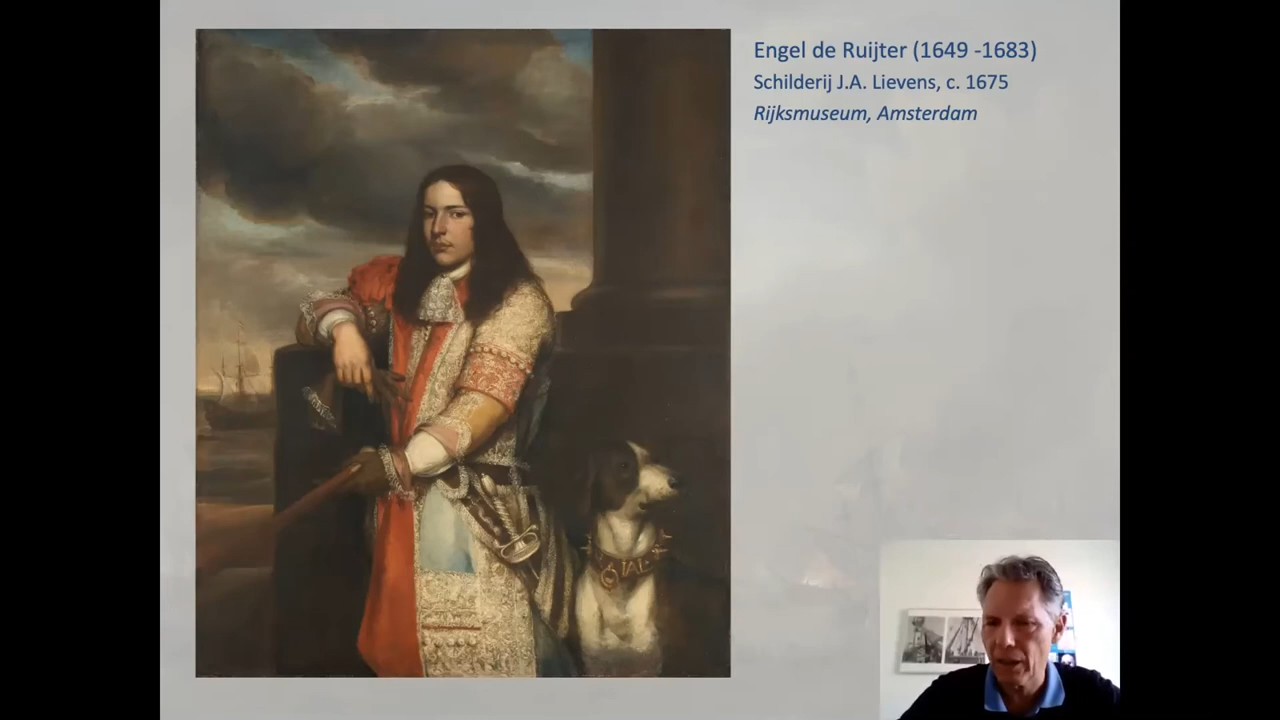 Engel de Ruijter (1649 -1683)
Schilderij J.A. Lievens, c. 1675
Rijksmuseum, Amsterdam